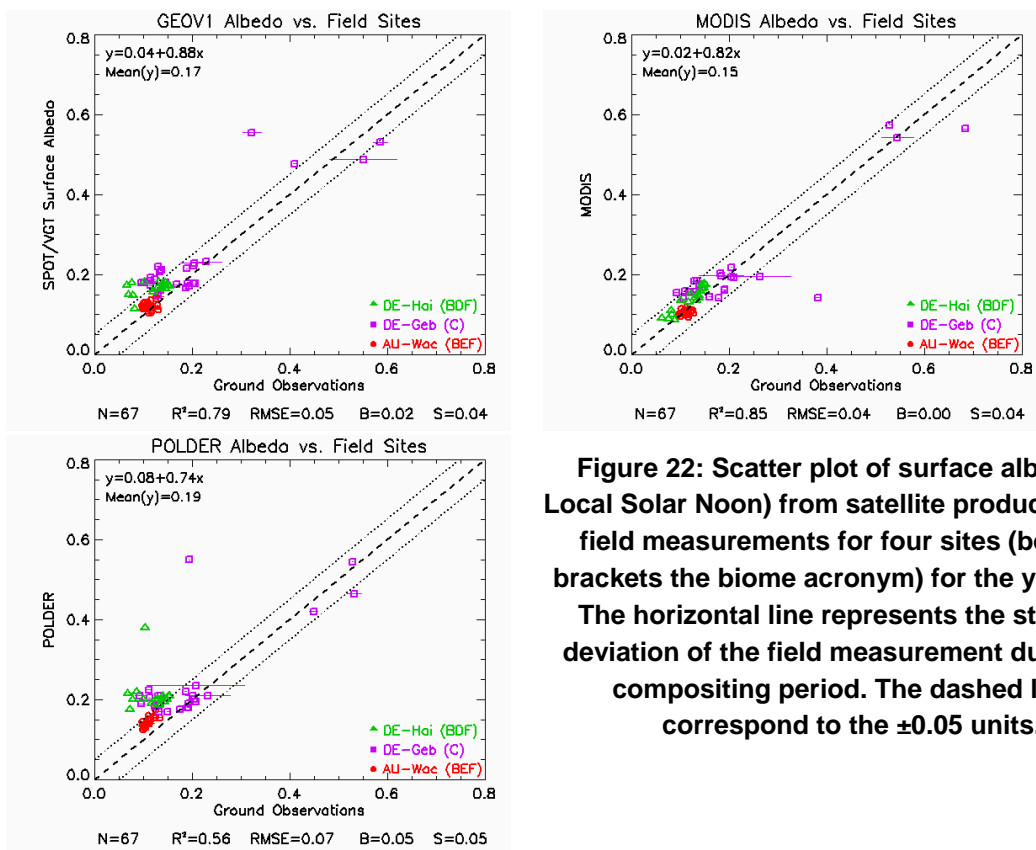 GEOV1 Albedo vs. Field Sites
y=0.04+0.88x
Mean(y)=0.17
SPOT/VGT Surface Albedo
0.8
0.6
0.4
0.2
0.0
DE-Hai (BDF)
DE-Geb (C)
AU-Wac (BEF)
0.0 0.2 0.4 0.6 0.8
Ground Observations
N=67 R²=0.79 RMSE=0.05 B=0.02 S=0.04
MODIS Albedo vs. Field Sites
y=0.02+0.82x
Mean(y)=0.15
MODIS
0.8
0.6
0.4
0.2
0.0
DE-Hai (BDF)
DE-Geb (C)
AU-Wac (BEF)
0.0 0.2 0.4 0.6 0.8
Ground Observations
N=67 R²=0.85 RMSE=0.04 B=0.00 S=0.04
POLDER Albedo vs. Field Sites
y=0.08+0.74x
Mean(y)=0.19
POLDER
0.8
0.6
0.4
0.2
0.0
DE-Hai (BDF)
DE-Geb (C)
AU-Wac (BEF)
0.0 0.2 0.4 0.6 0.8
Ground Observations
N=67 R²=0.56 RMSE=0.07 B=0.05 S=0.05
Figure 22: Scatter plot of surface alb
Local Solar Noon) from satellite produc
field measurements for four sites (b
brackets the biome acronym) for the y
The horizontal line represents the st
deviation of the field measurement du
compositing period. The dashed l
correspond to the ±0.05 units.